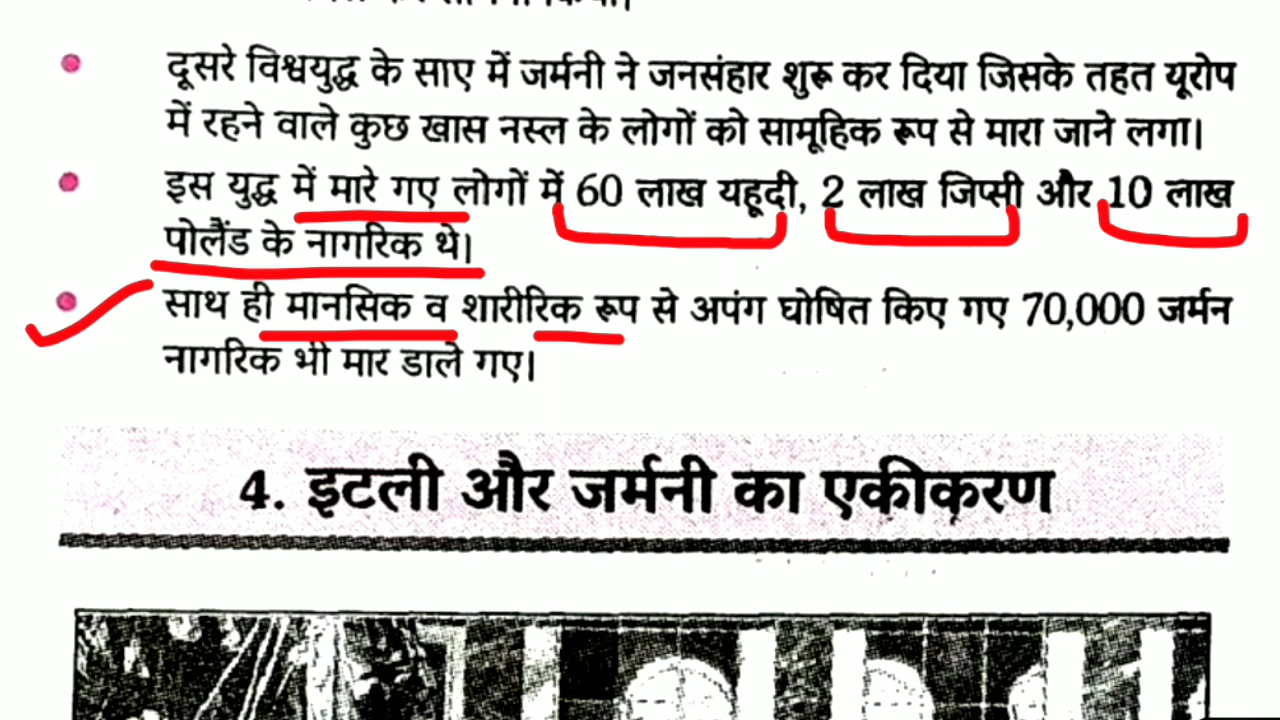 दूसरे विश्वयुद्ध के साए में जर्मनी ने जनसंहार शुरू कर दिया जिसके तहत यूरोप
में रहने वाले कुछ खास नस्ल के लोगों को सामूहिक रूप से मारा जाने लगा।
इस युद्ध में मारे गए लोगों में 60 लाख यहूदी, 2 लाख जिप्सी और 10 लाख
पोलैंड के नागरिक थे।
साथ ही मानसिक व शारीरिक रूप से अपंग घोषित किए गए 70,000 जर्मन
नागरिक भी मार डाले गए।
4. इटली और जर्मनी का एकीकरण